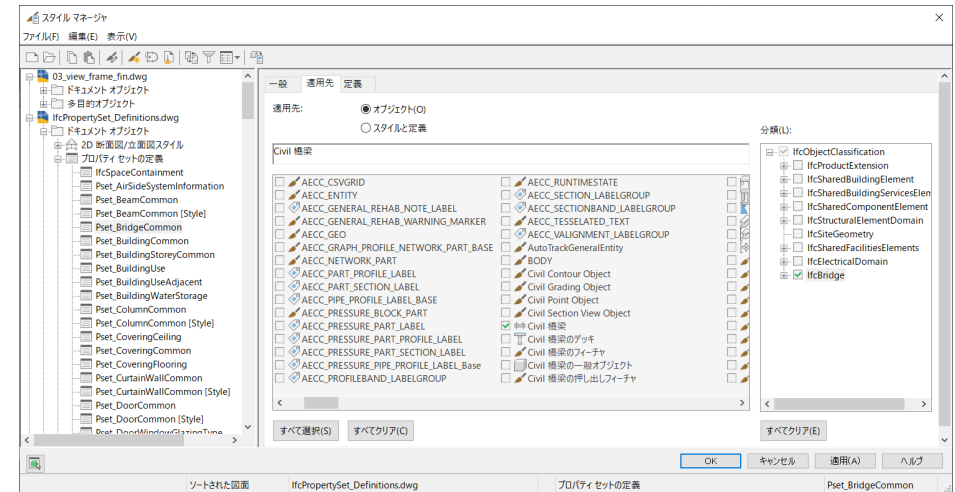 スタイル マネージャ
ファイル(F) 編集(E) 表示(V)
03_view_frame_fin.dwg
ドキュメント オブジェクト
多目的オブジェクト
IfcPropertySet_Definitions.dwg
ドキュメント オブジェクト
2D 断面図/立面図スタイル
プロパティ セットの定義
IfcSpaceContainment
Pset_AirSideSystemInformation
Pset_BeamCommon
Pset_BeamCommon [Style]
Pset_BridgeCommon
Pset_BuildingCommon
Pset_BuildingStoreyCommon
Pset_BuildingUse
Pset_BuildingUseAdjacent
Pset_BuildingWaterStorage
Pset_ColumnCommon
Pset_ColumnCommon [Style]
Pset_CoveringCeiling
Pset_CoveringCommon
Pset_CoveringFlooring
Pset_CurtainWallCommon
Pset_CurtainWallCommon [Style]
Pset_DoorCommon
Pset_DoorCommon [Style]
Pset_DoorWindowGlazingType
一般 適用先 定義
適用先: オブジェクト(O)
スタイルと定義
Civil 橋梁
AECC_CSVGRID
AECC_ENTITY
AECC_GENERAL_REHAB_NOTE_LABEL
AECC_GENERAL_REHAB_WARNING_MARKER
AECC_GEO
AECC_GRAPH_PROFILE_NETWORK_PART_BASE
AECC_NETWORK_PART
AECC_PART_PROFILE_LABEL
AECC_PART_SECTION_LABEL
AECC_PIPE_PROFILE_LABEL_BASE
AECC_PRESSURE_BLOCK_PART
AECC_PRESSURE_PART_LABEL
AECC_PRESSURE_PART_PROFILE_LABEL
AECC_PRESSURE_PART_SECTION_LABEL
AECC_PRESSURE_PIPE_PROFILE_LABEL_Base
AECC_PROFILEBAND_LABELGROUP
AECC_RUNTIMESTATE
AECC_SECTION_LABELGROUP
AECC_SECTIONBAND_LABELGROUP
AECC_TESSELATED_TEXT
AECC_VALIGNMENT_LABELGROUP
AutoTrackGeneralEntity
BODY
Civil Contour Object
Civil Grading Object
Civil Point Object
Civil Section View Object
Civil 橋梁
Civil 橋梁のデッキ
Civil 橋梁のフィーチャ
Civil 橋梁の一般オブジェクト
Civil 橋梁の押し出しフィーチャ
すべて選択(S) すべてクリア(C)
分類(L):
IfcObjectClassification
IfcProductExtension
IfcSharedBuildingElement
IfcSharedBuildingServicesElen
IfcSharedComponentElement
IfcStructuralElementDomain
IfcSiteGeometry
IfcSharedFacilitiesElements
IfcElectricalDomain
IfcBridge
すべてクリア(E)
OK キャンセル 適用(A) ヘルプ
ソートされた図面 IfcPropertySet_Definitions.dwg プロパティ セットの定義 Pset_BridgeCommon